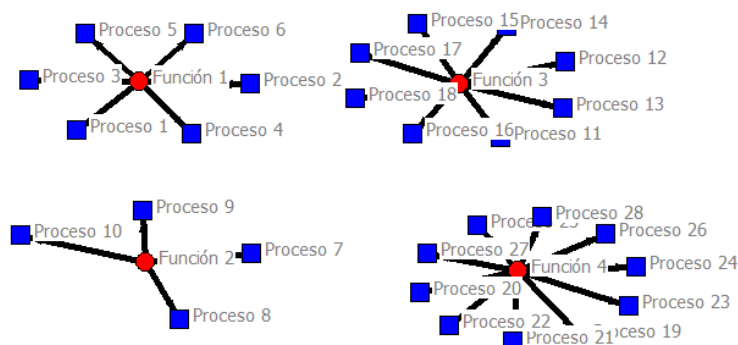 Proceso 5
Proceso 6
Proceso 3
Función 1
Proceso 2
Proceso 1
Proceso 4
Proceso 15
Proceso 14
Proceso 17
Proceso 12
Función 3
Proceso 18
Proceso 13
Proceso 16
Proceso 11
Proceso 9
Proceso 10
Función 2
Proceso 7
Proceso 8
Proceso 28
Proceso 26
Proceso 27
Función 4
Proceso 24
Proceso 20
Proceso 23
Proceso 22
Proceso 21
Proceso 19